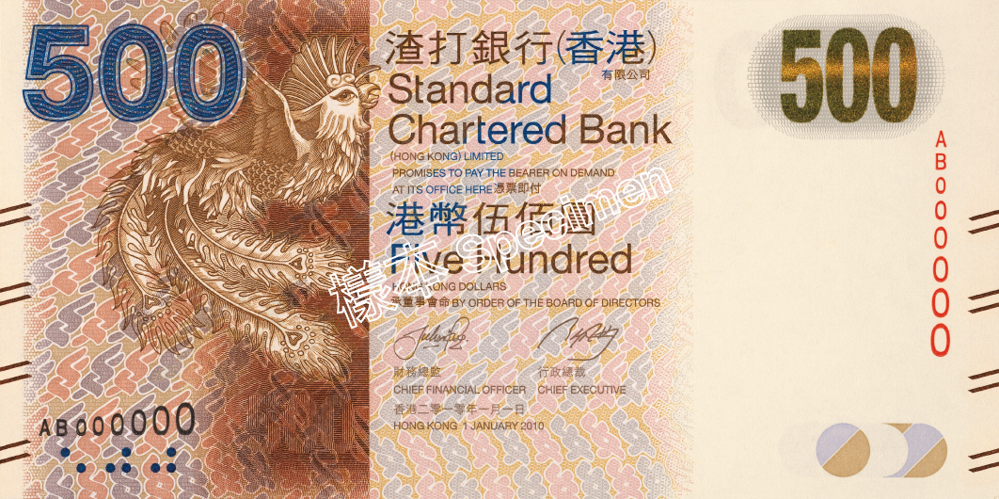 500
渣打銀行(香港)
有限公司
Standard
Chartered Bank
(HONG KONG) LIMITED
PROMISES TO PAY THE BEARER ON DEMAND
AT ITS OFFICE HERE 憑票即付
港幣伍佰圓
Five Hundred
HONG KONG DOLLARS
承董事會命 BY ORDER OF THE BOARD OF DIRECTORS
財務總監 行政總裁
CHIEF FINANCIAL OFFICER CHIEF EXECUTIVE
香港二零一零年一月一日
HONG KONG 1 JANUARY 2010
樣本 Specimen
500
AB000000
AB000000